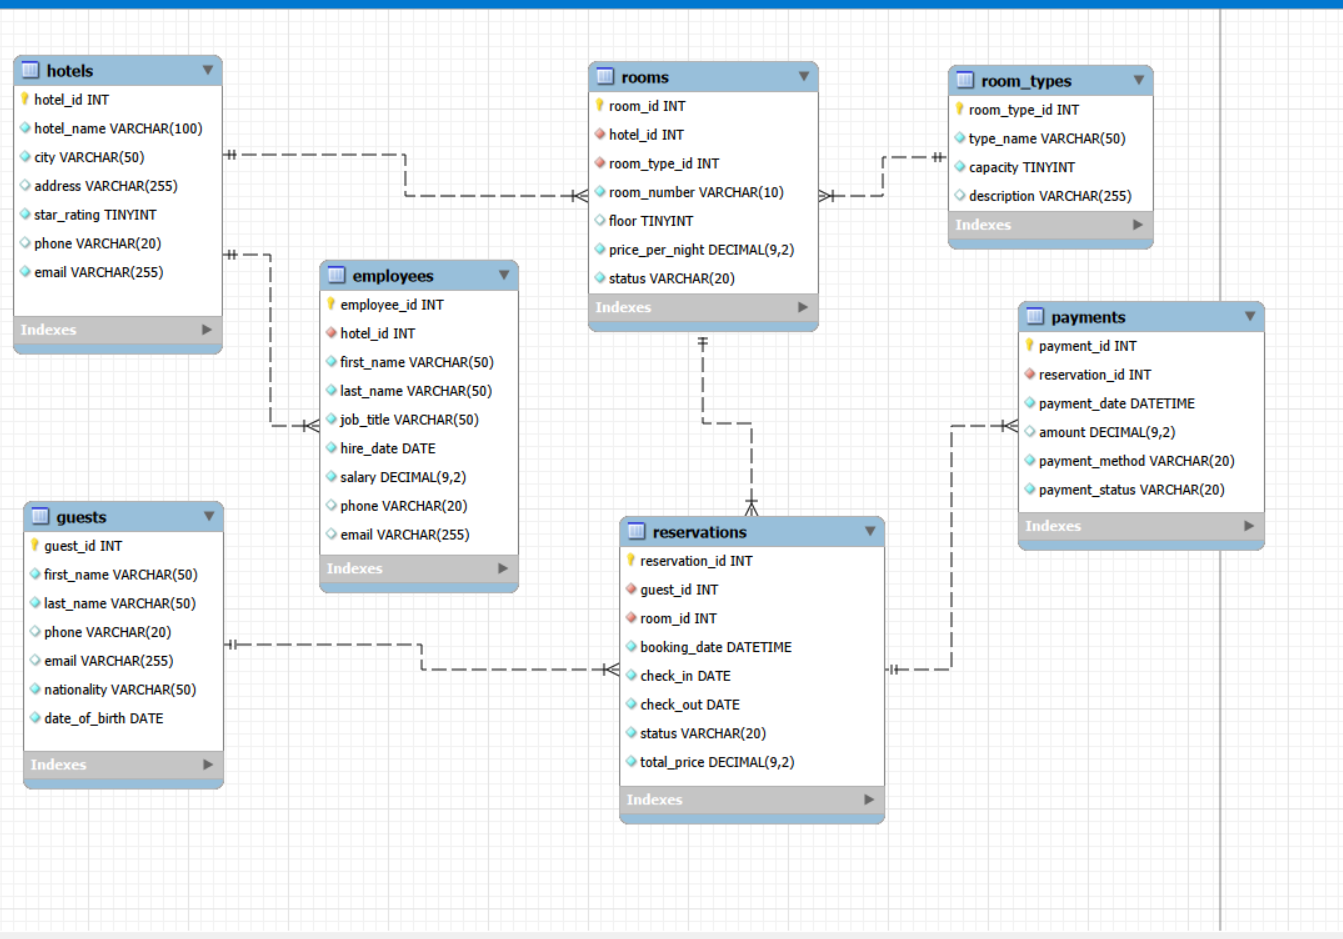 hotels
hotel_id INT
hotel_name VARCHAR(100)
city VARCHAR(50)
address VARCHAR(255)
star_rating TINYINT
phone VARCHAR(20)
email VARCHAR(255)
Indexes
rooms
room_id INT
hotel_id INT
room_type_id INT
room_number VARCHAR(10)
floor TINYINT
price_per_night DECIMAL(9,2)
status VARCHAR(20)
Indexes
room_types
room_type_id INT
type_name VARCHAR(50)
capacity TINYINT
description VARCHAR(255)
Indexes
employees
employee_id INT
hotel_id INT
first_name VARCHAR(50)
last_name VARCHAR(50)
job_title VARCHAR(50)
hire_date DATE
salary DECIMAL(9,2)
phone VARCHAR(20)
email VARCHAR(255)
Indexes
payments
payment_id INT
reservation_id INT
payment_date DATETIME
amount DECIMAL(9,2)
payment_method VARCHAR(20)
payment_status VARCHAR(20)
Indexes
guests
guest_id INT
first_name VARCHAR(50)
last_name VARCHAR(50)
phone VARCHAR(20)
email VARCHAR(255)
nationality VARCHAR(50)
date_of_birth DATE
Indexes
reservations
reservation_id INT
guest_id INT
room_id INT
booking_date DATETIME
check_in DATE
check_out DATE
status VARCHAR(20)
total_price DECIMAL(9,2)
Indexes